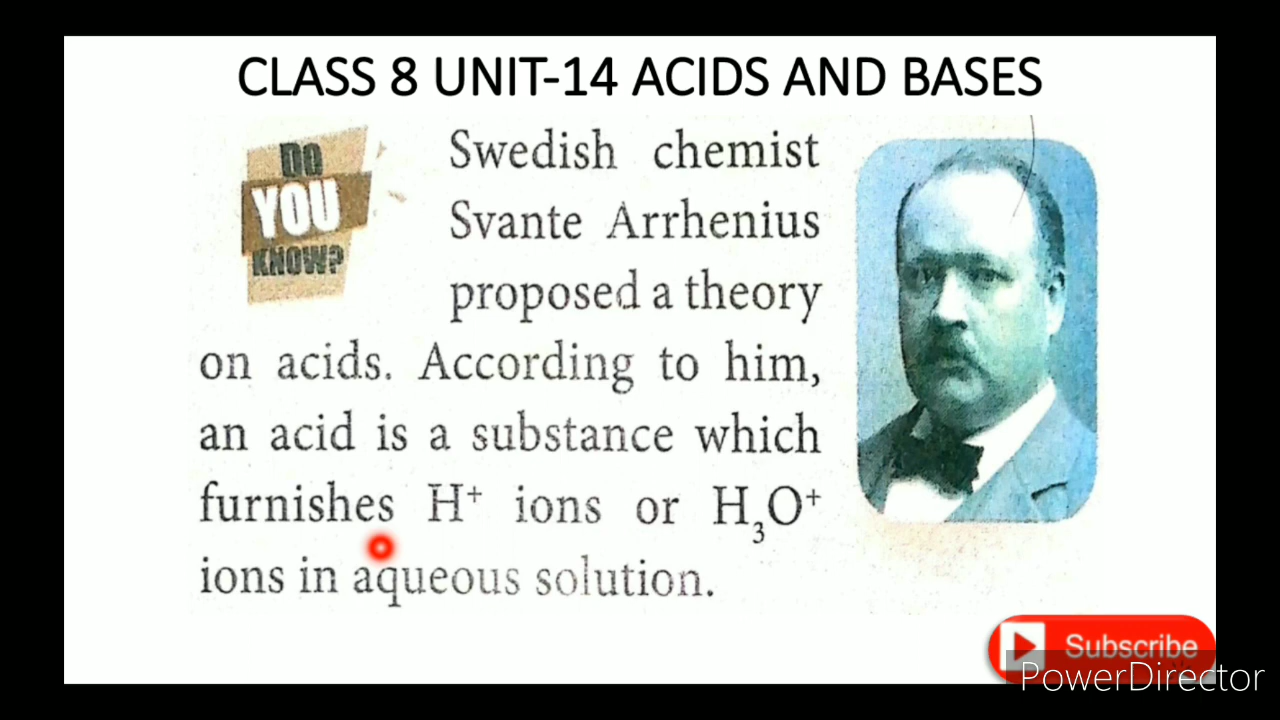 CLASS 8 UNIT-14 ACIDS AND BASES
DO
YOU
KNOW?
Swedish chemist
Svante Arrhenius
proposed a theory
on acids. According to him,
an acid is a substance which
furnishes H⁺ ions or H₃O⁺
ions in aqueous solution.
Subscribe
PowerDirector